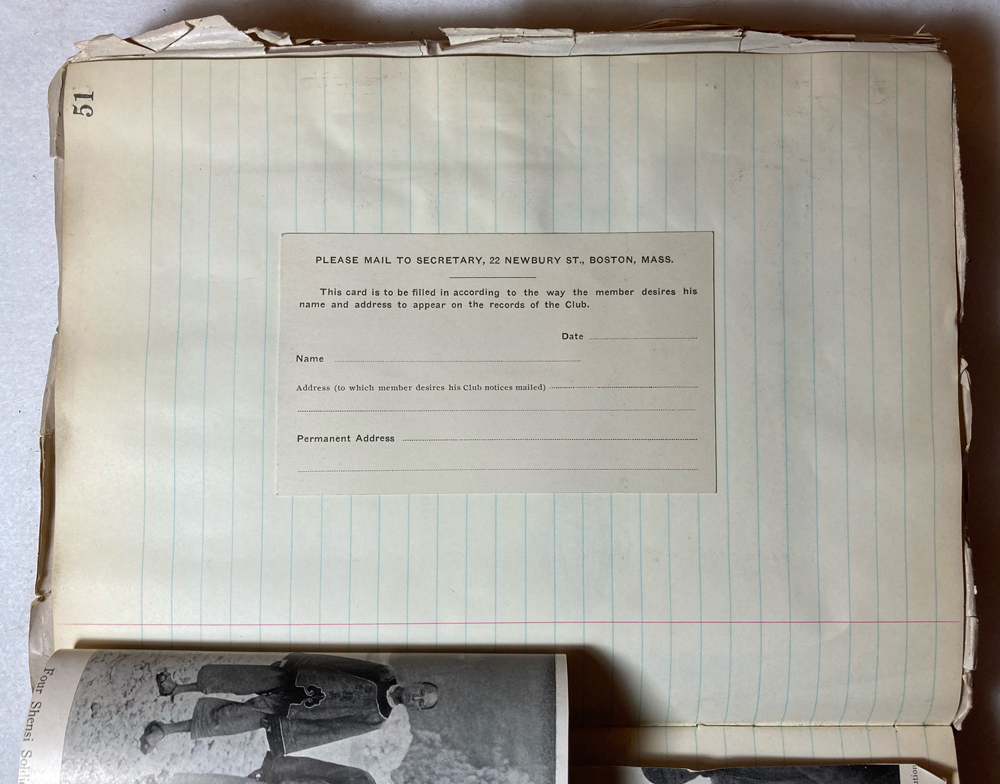 51
PLEASE MAIL TO SECRETARY, 22 NEWBURY ST., BOSTON, MASS.
This card is to be filled in according to the way the member desires his
name and address to appear on the records of the Club.
Date
Name
Address (to which member desires his Club notices mailed)
Permanent Address
Four Shensi